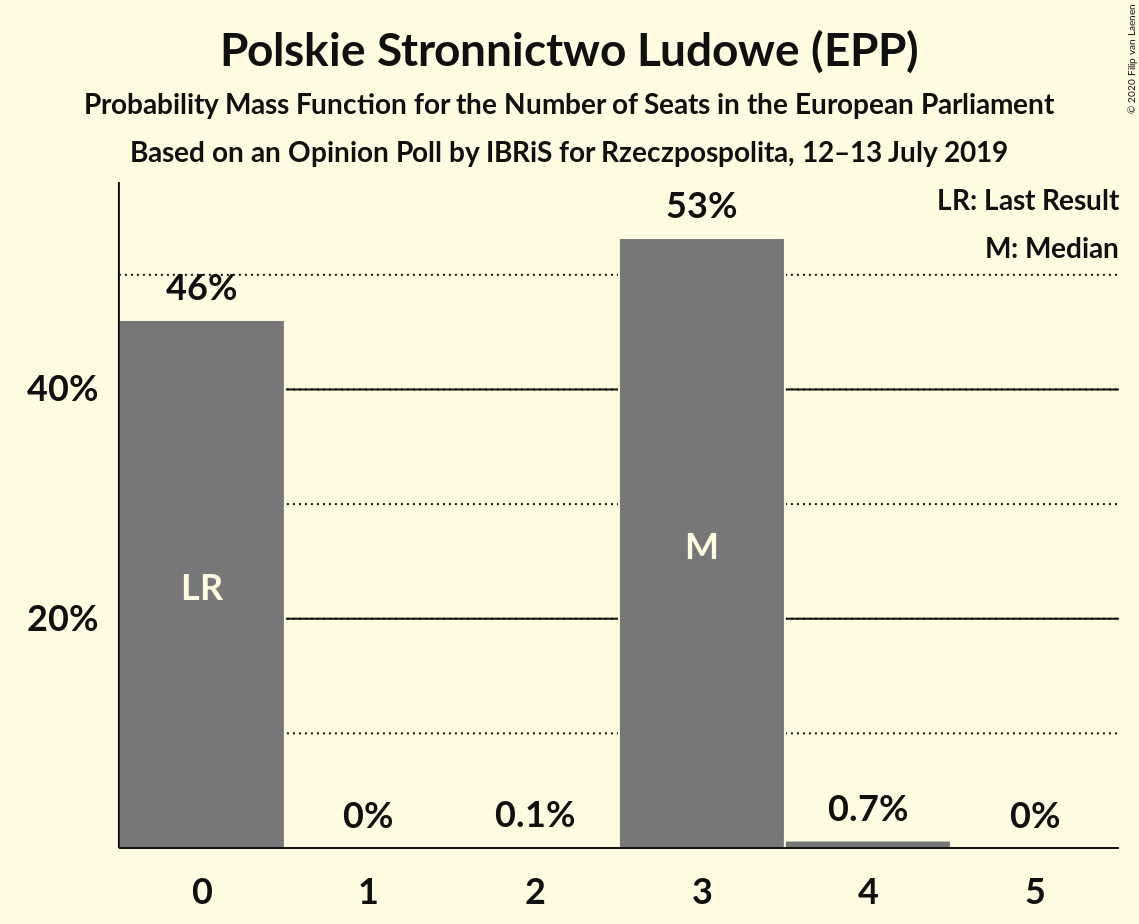 Polskie Stronnictwo Ludowe (EPP)
Probability Mass Function for the Number of Seats in the European Parliament
Based on an Opinion Poll by IBRiS for Rzeczpospolita, 12–13 July 2019
© 2020 Filip van Laenen
LR: Last Result
M: Median
53%
46%
40%
M
LR
20%
0%
0.1%
0.7%
0%
0 1 2 3 4 5